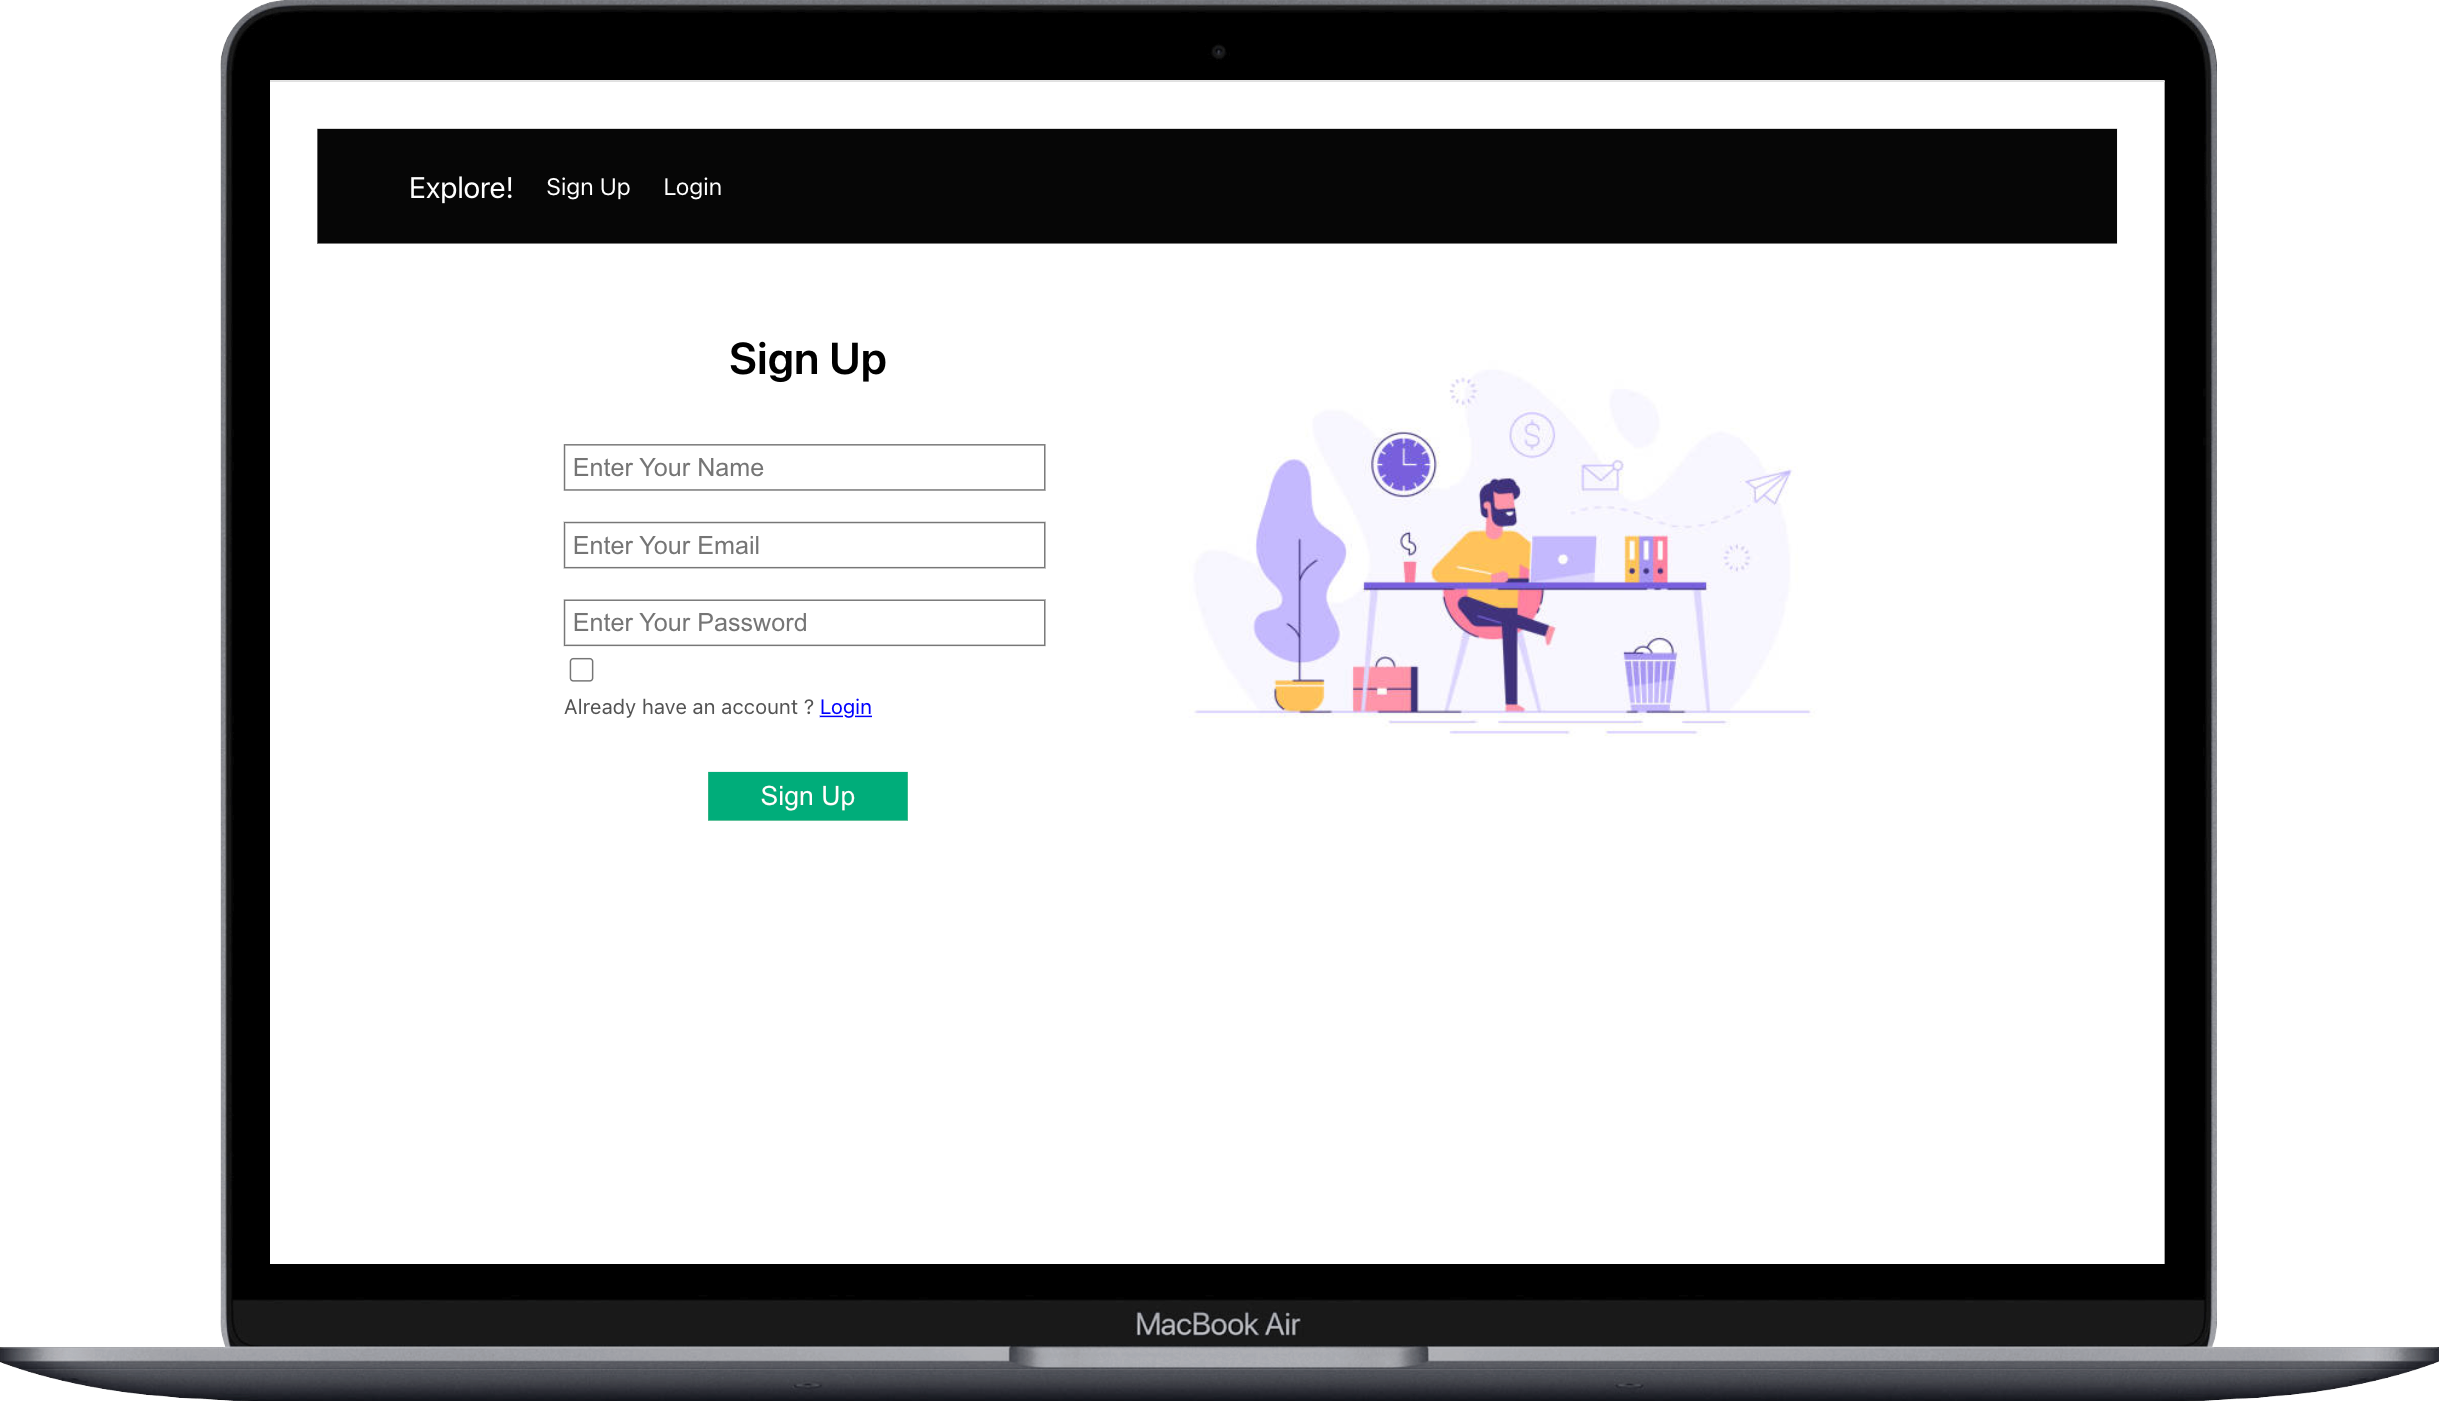 Explore! Sign Up Login
Sign Up
Enter Your Name
$
Enter Your Email
Enter Your Password
Already have an account ? Login
Sign Up
MacBook Air